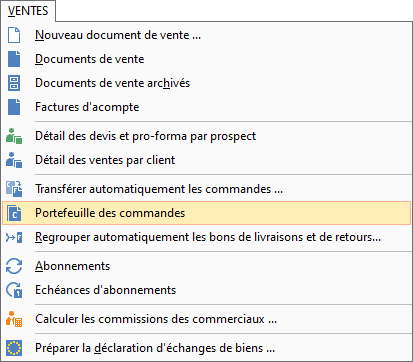 VENTES
Nouveau document de vente ...
Documents de vente
Documents de vente archivés
Factures d'acompte
Détail des devis et pro-forma par prospect
Détail des ventes par client
Transférer automatiquement les commandes ...
Portefeuille des commandes
Regrouper automatiquement les bons de livraisons et de retours...
Abonnements
Echéances d'abonnements
Calculer les commissions des commerciaux ...
Préparer la déclaration d'échanges de biens ...